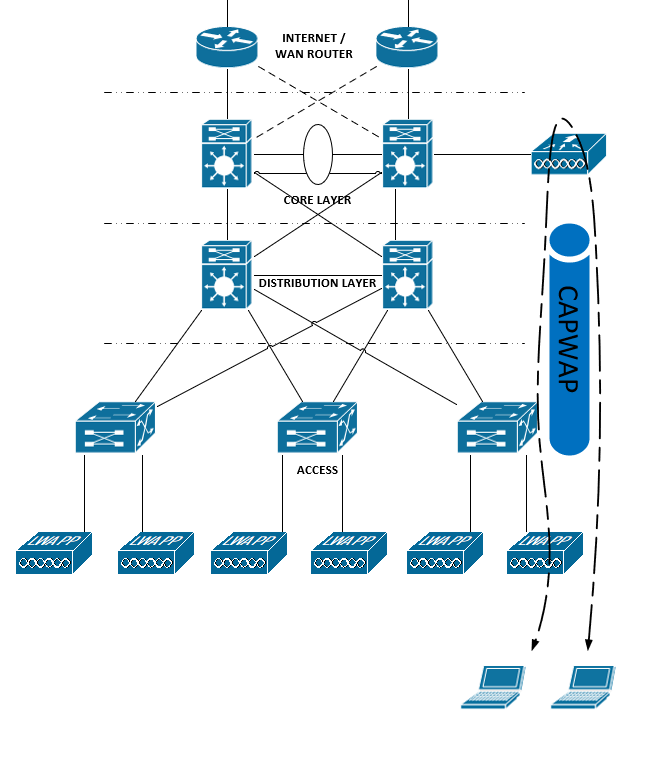 INTERNET /
WAN ROUTER
CORE LAYER
DISTRIBUTION LAYER
CAPWAP
ACCESS
LWAPP
LWAPP
LWAPP
LWAPP
LWAPP
LWAPP